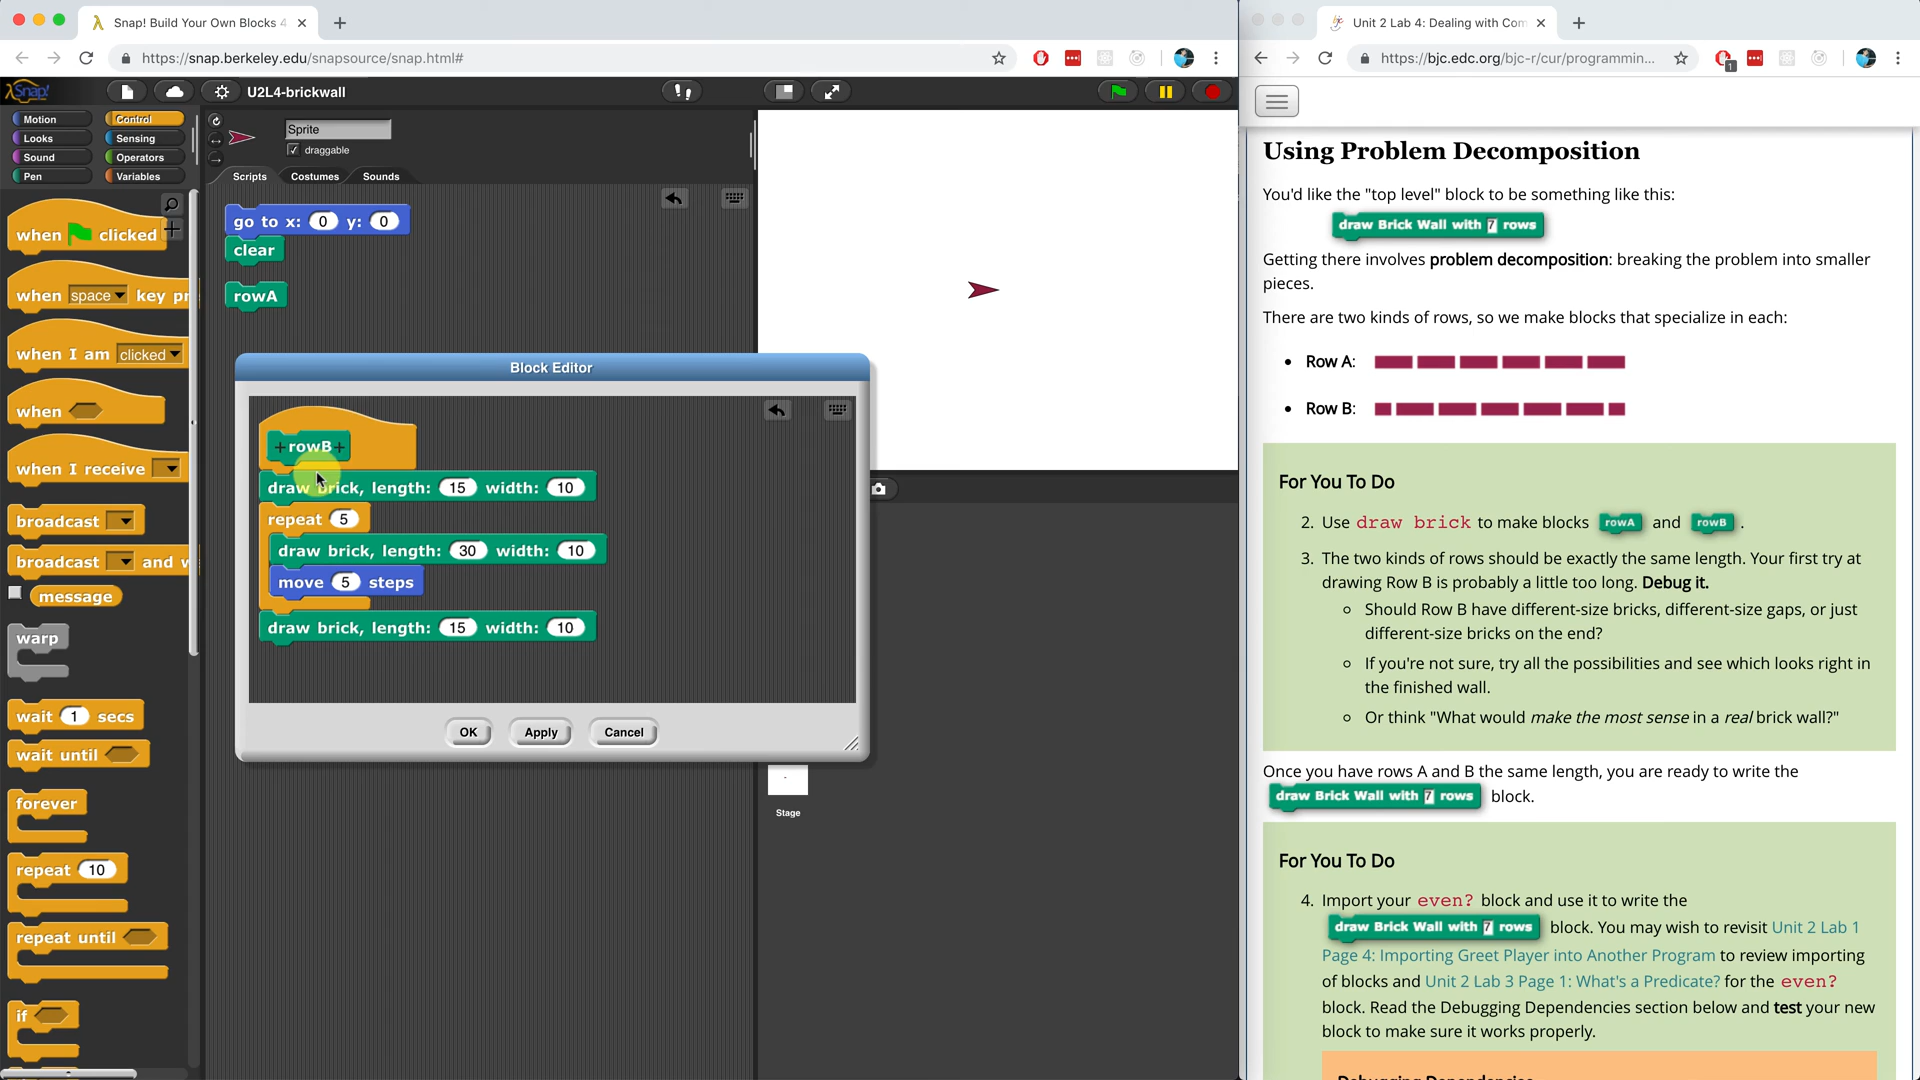 Snap! Build Your Own Blocks 4
https://snap.berkeley.edu/snapsource/snap.html#
Snap!
U2L4-brickwall
Motion
Control
Looks
Sensing
Sound
Operators
Pen
Variables
when clicked
when space key pr
when I am clicked
when
when I receive
broadcast
broadcast and w
message
warp
wait 1 secs
wait until
forever
repeat 10
repeat until
if
Sprite
draggable
Scripts
Costumes
Sounds
go to x: 0 y: 0
clear
rowA
Block Editor
+ rowB +
draw brick, length: 15 width: 10
repeat 5
draw brick, length: 30 width: 10
move 5 steps
draw brick, length: 15 width: 10
OK
Apply
Cancel
Stage
Unit 2 Lab 4: Dealing with Com
https://bjc.edc.org/bjc-r/cur/programmin...
1
Using Problem Decomposition
You'd like the "top level" block to be something like this:
draw Brick Wall with 7 rows
Getting there involves problem decomposition: breaking the problem into smaller
pieces.
There are two kinds of rows, so we make blocks that specialize in each:
• Row A:
• Row B:
For You To Do
2. Use draw brick to make blocks rowA and rowB .
3. The two kinds of rows should be exactly the same length. Your first try at
drawing Row B is probably a little too long. Debug it.
Should Row B have different-size bricks, different-size gaps, or just
different-size bricks on the end?
If you're not sure, try all the possibilities and see which looks right in
the finished wall.
Or think "What would make the most sense in a real brick wall?"
Once you have rows A and B the same length, you are ready to write the
draw Brick Wall with 7 rows block.
For You To Do
4. Import your even? block and use it to write the
draw Brick Wall with 7 rows block. You may wish to revisit Unit 2 Lab 1
Page 4: Importing Greet Player into Another Program to review importing
of blocks and Unit 2 Lab 3 Page 1: What's a Predicate? for the even?
block. Read the Debugging Dependencies section below and test your new
block to make sure it works properly.